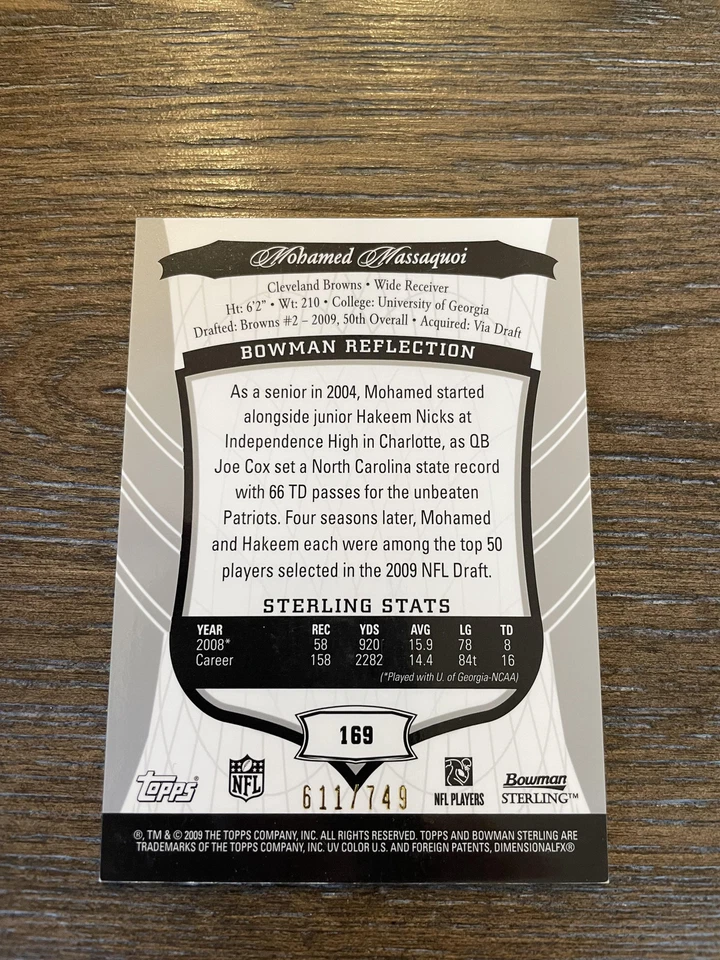 Mohamed Massaquoi
Cleveland Browns • Wide Receiver
Ht: 6'2" • Wt: 210 • College: University of Georgia
Drafted: Browns #2 – 2009, 50th Overall • Acquired: Via Draft
BOWMAN REFLECTION
As a senior in 2004, Mohamed started
alongside junior Hakeem Nicks at
Independence High in Charlotte, as QB
Joe Cox set a North Carolina state record
with 66 TD passes for the unbeaten
Patriots. Four seasons later, Mohamed
and Hakeem each were among the top 50
players selected in the 2009 NFL Draft.
STERLING STATS
YEAR REC YDS AVG LG TD
2008* 58 920 15.9 78 8
Career 158 2282 14.4 84t 16
(*Played with U. of Georgia-NCAA)
169
Topps®
NFL
611/749
NFL PLAYERS
Bowman
STERLING™
®, TM & © 2009 THE TOPPS COMPANY, INC. ALL RIGHTS RESERVED. TOPPS AND BOWMAN STERLING ARE
TRADEMARKS OF THE TOPPS COMPANY, INC. UV COLOR U.S. AND FOREIGN PATENTS, DIMENSIONALFX®